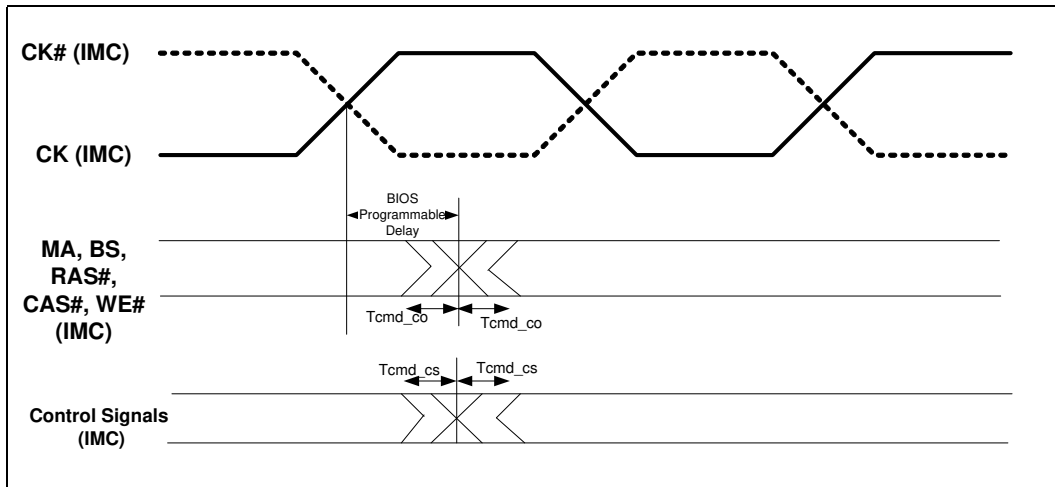 CK# (IMC)
CK (IMC)
BIOS
Programmable
Delay
MA, BS,
RAS#,
CAS#, WE#
(IMC)
Tcmd_co
Tcmd_co
Tcmd_cs
Tcmd_cs
Control Signals
(IMC)